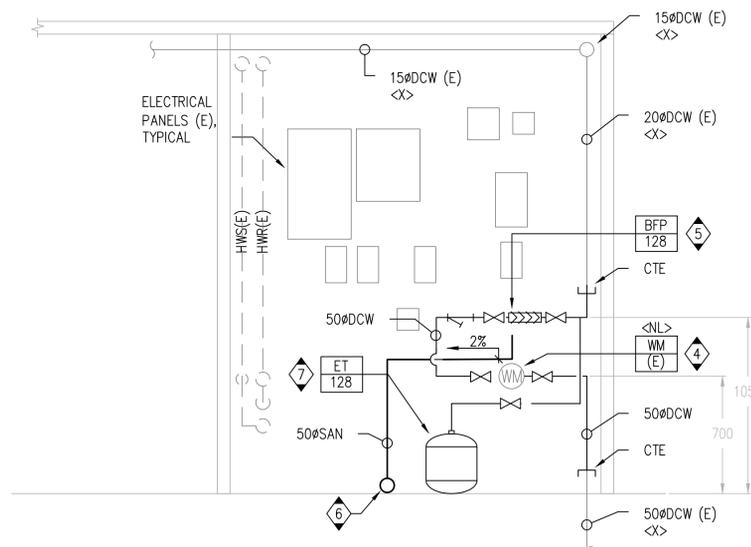 15øDCW (E)
<X>
15øDCW (E)
<X>
ELECTRICAL
PANELS (E),
TYPICAL
20øDCW (E)
<X>
HWS(E)
HWR(E)
BFP
128
5
CTE
50øDCW
2%
<NL>
WM
(E)
4
WM
7
ET
128
105
700
50øDCW
50øSAN
CTE
6
50øDCW (E)
<X>